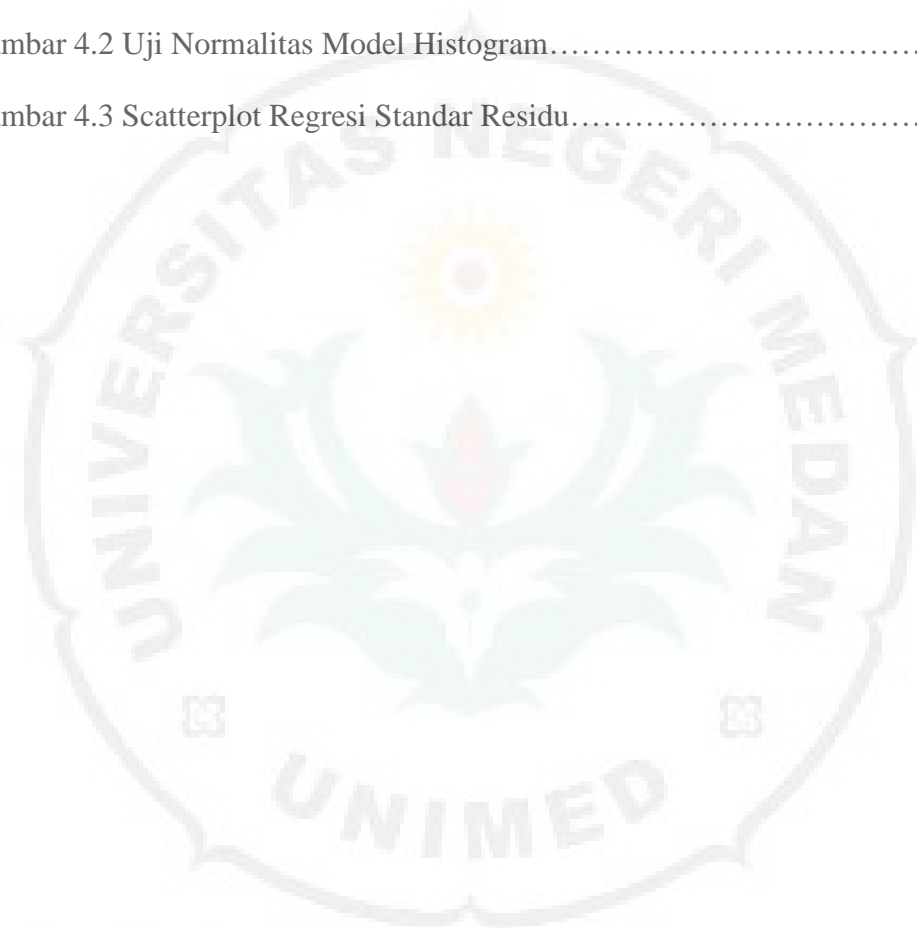 mbar 4.2 Uji Normalitas Model Histogram……………………………
mbar 4.3 Scatterplot Regresi Standar Residu……………………………
UNIVERSITAS NEGERI MEDAN
UNIMED